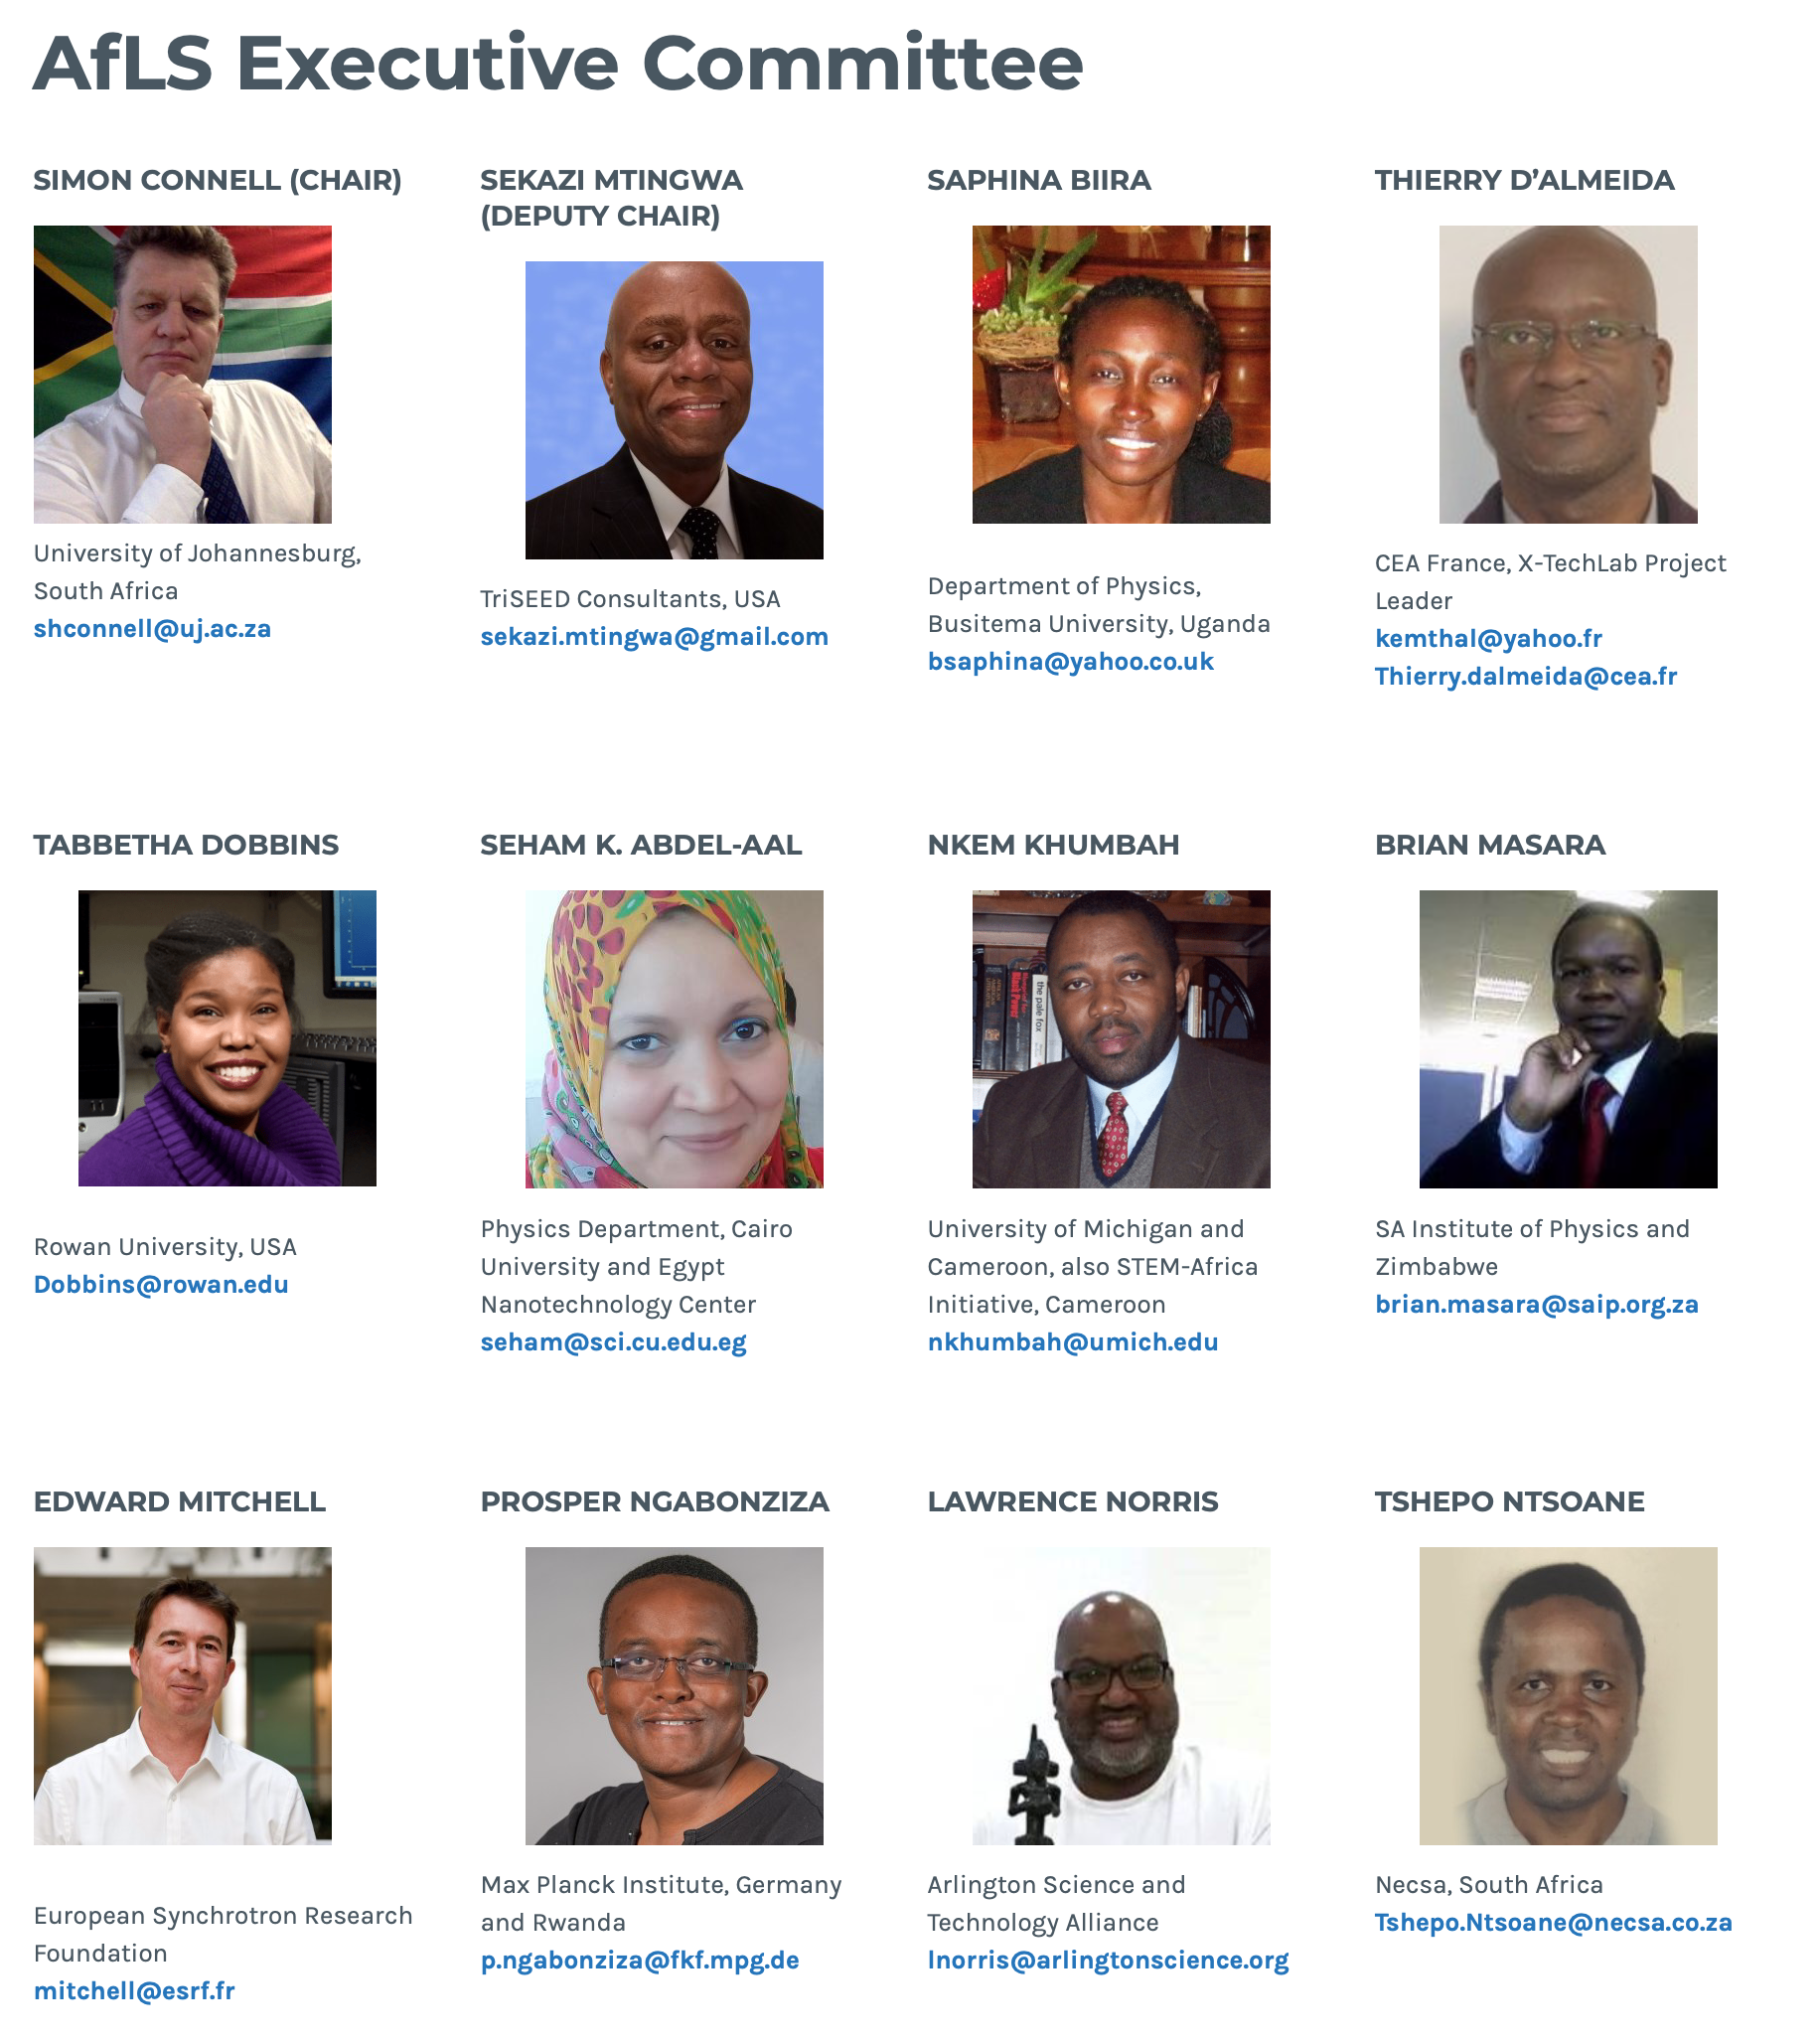 AfLS Executive Committee
SIMON CONNELL (CHAIR)
University of Johannesburg,
South Africa
shconnell@uj.ac.za
SEKAZI MTINGWA
(DEPUTY CHAIR)
TriSEED Consultants, USA
sekazi.mtingwa@gmail.com
SAPHINA BIIRA
Department of Physics,
Busitema University, Uganda
bsaphina@yahoo.co.uk
THIERRY D’ALMEIDA
CEA France, X-TechLab Project
Leader
kemthal@yahoo.fr
Thierry.dalmeida@cea.fr
TABBETHA DOBBINS
Rowan University, USA
Dobbins@rowan.edu
SEHAM K. ABDEL-AAL
Physics Department, Cairo
University and Egypt
Nanotechnology Center
seham@sci.cu.edu.eg
NKEM KHUMBAH
Black Power
the pale fox
University of Michigan and
Cameroon, also STEM-Africa
Initiative, Cameroon
nkhumbah@umich.edu
BRIAN MASARA
SA Institute of Physics and
Zimbabwe
brian.masara@saip.org.za
EDWARD MITCHELL
European Synchrotron Research
Foundation
mitchell@esrf.fr
PROSPER NGABONZIZA
Max Planck Institute, Germany
and Rwanda
p.ngabonziza@fkf.mpg.de
LAWRENCE NORRIS
Arlington Science and
Technology Alliance
lnorris@arlingtonscience.org
TSHEPO NTSOANE
Necsa, South Africa
Tshepo.Ntsoane@necsa.co.za